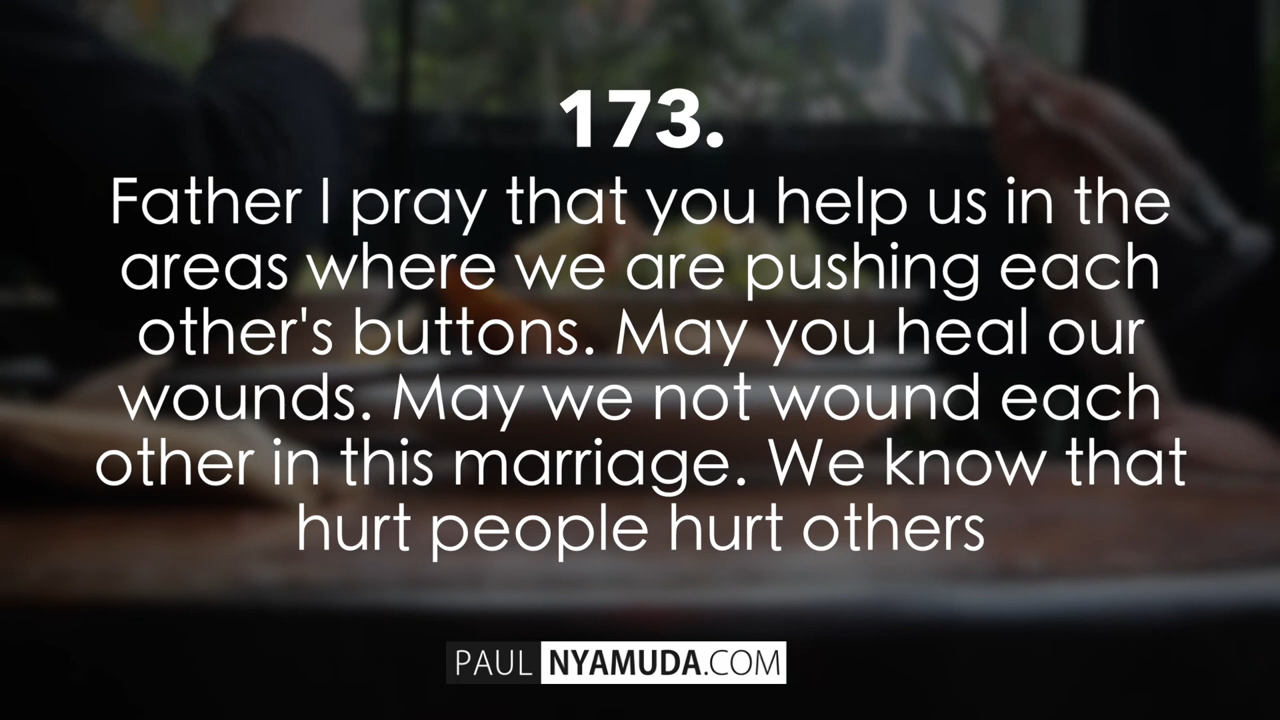 173.
Father I pray that you help us in the
areas where we are pushing each
other's buttons. May you heal our
wounds. May we not wound each
other in this marriage. We know that
hurt people hurt others
PAUL NYAMUDA.COM